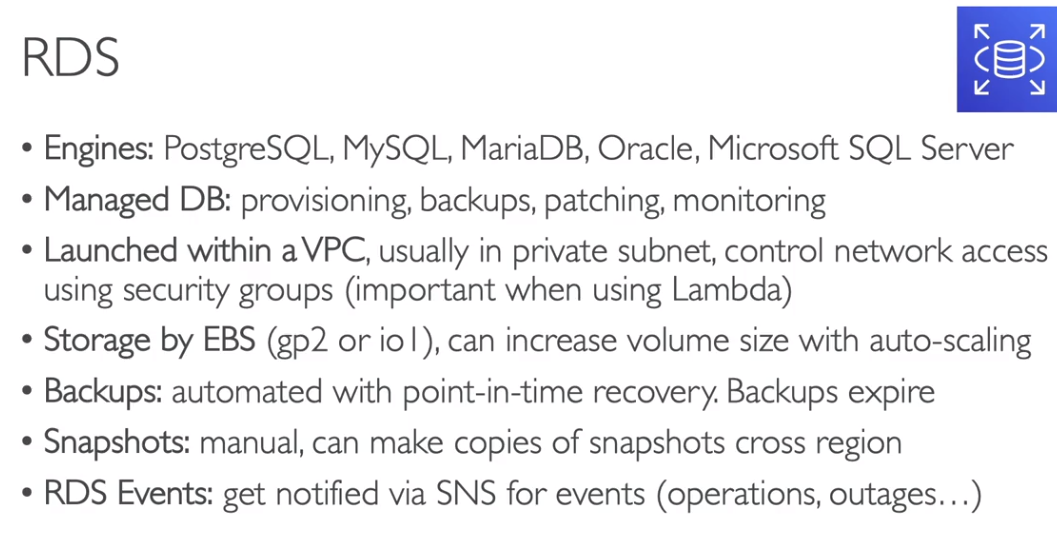 RDS
• Engines: PostgreSQL, MySQL, MariaDB, Oracle, Microsoft SQL Server
• Managed DB: provisioning, backups, patching, monitoring
• Launched within a VPC, usually in private subnet, control network access
using security groups (important when using Lambda)
• Storage by EBS (gp2 or io1), can increase volume size with auto-scaling
• Backups: automated with point-in-time recovery. Backups expire
• Snapshots: manual, can make copies of snapshots cross region
• RDS Events: get notified via SNS for events (operations, outages…)